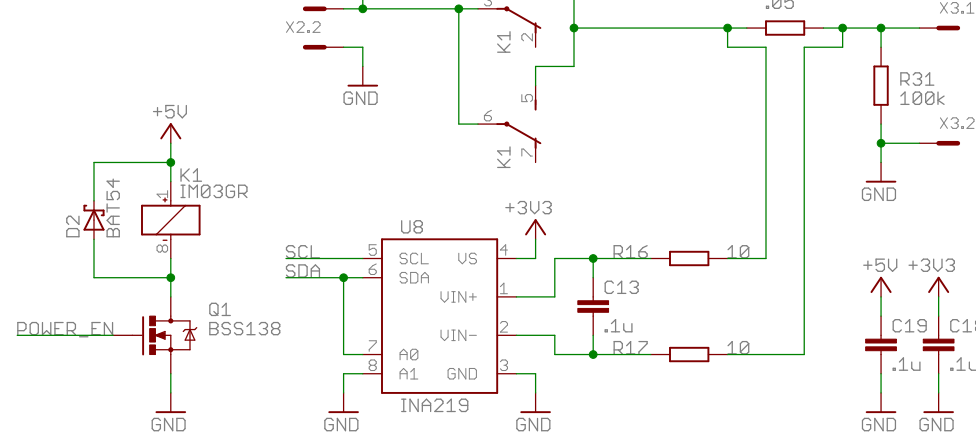 .05
X3.1
3
X2.2
2
K1
R31
100k
GND
5
+5V
6
X3.2
K1
7
K1
IM03GR
1
GND
D2
BAT54
+3V3
U8
8
SCL
5
SCL
VS
4
R16
10
SDA
6
SDA
+5V
+3V3
VIN+
1
C13
Q1
POWER_EN
BSS138
VIN-
2
.1u
C19
C18
R17
10
7
A0
.1u
.1u
8
A1
GND
3
INA219
GND
GND
GND
GND
GND